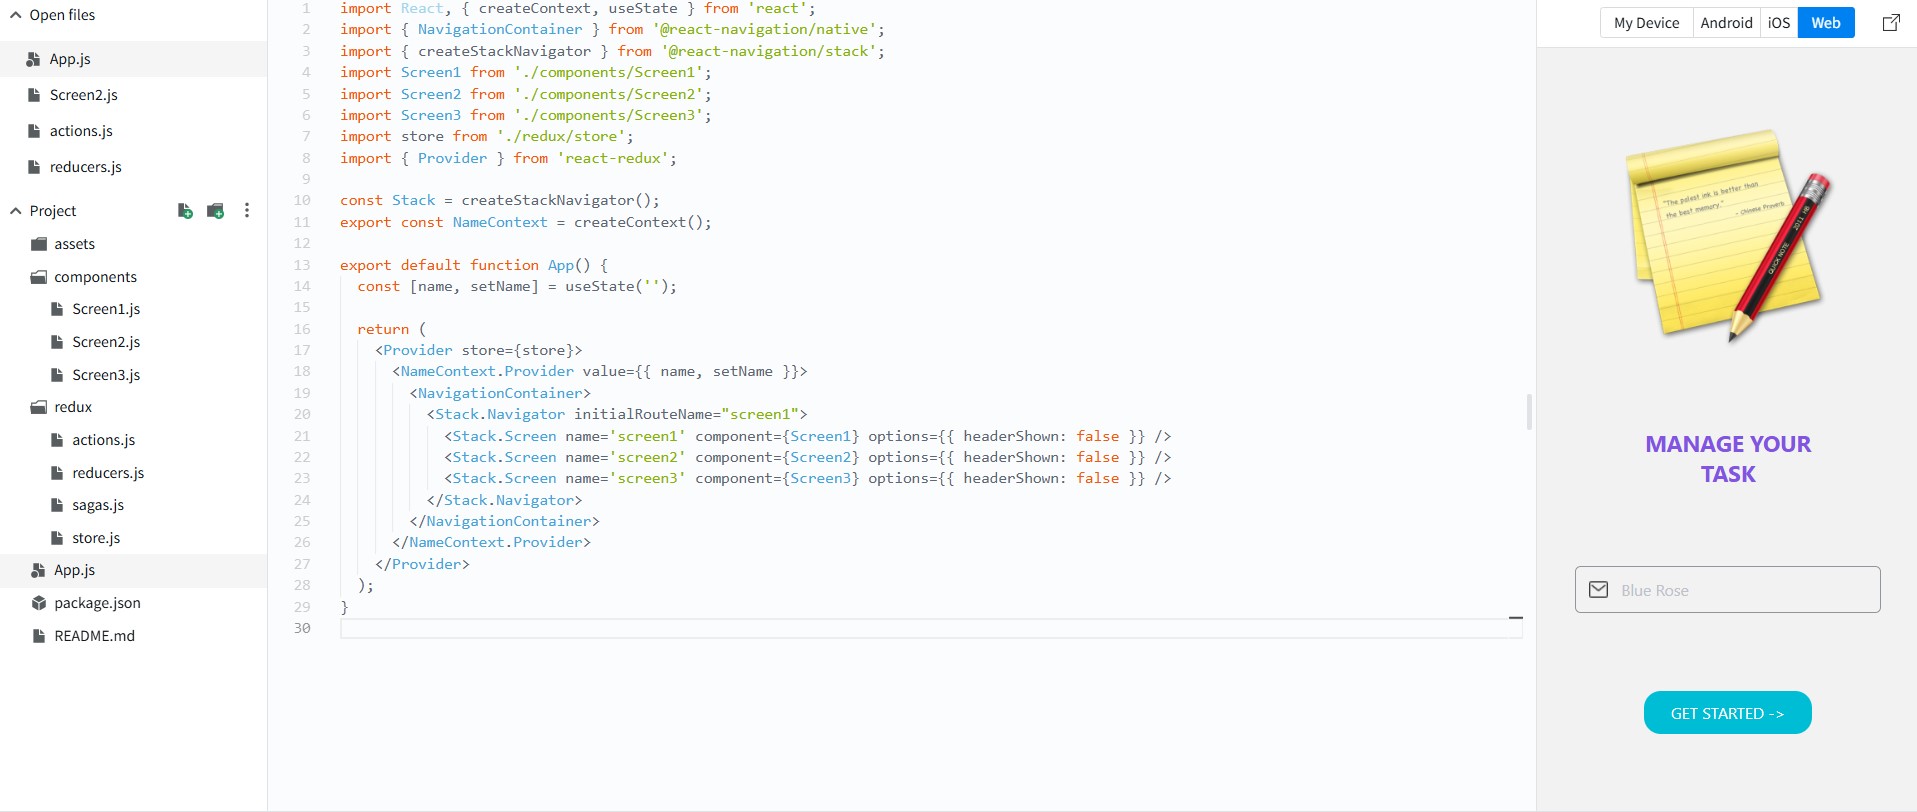 Open files
App.js
Screen2.js
actions.js
reducers.js
Project
assets
components
Screen1.js
Screen2.js
Screen3.js
redux
actions.js
reducers.js
sagas.js
store.js
App.js
package.json
README.md
1 import React, { createContext, useState } from 'react';
2 import { NavigationContainer } from '@react-navigation/native';
3 import { createStackNavigator } from '@react-navigation/stack';
4 import Screen1 from './components/Screen1';
5 import Screen2 from './components/Screen2';
6 import Screen3 from './components/Screen3';
7 import store from './redux/store';
8 import { Provider } from 'react-redux';
9
10 const Stack = createStackNavigator();
11 export const NameContext = createContext();
12
13 export default function App() {
14 const [name, setName] = useState('');
15
16 return (
17 <Provider store={store}>
18 <NameContext.Provider value={{ name, setName }}>
19 <NavigationContainer>
20 <Stack.Navigator initialRouteName="screen1">
21 <Stack.Screen name='screen1' component={Screen1} options={{ headerShown: false }} />
22 <Stack.Screen name='screen2' component={Screen2} options={{ headerShown: false }} />
23 <Stack.Screen name='screen3' component={Screen3} options={{ headerShown: false }} />
24 </Stack.Navigator>
25 </NavigationContainer>
26 </NameContext.Provider>
27 </Provider>
28 );
29 }
30
My Device Android iOS Web
"The palest ink is better than
the best memory."
- Chinese Proverb
QUICK NOTE 2011 HB
MANAGE YOUR
TASK
Blue Rose
GET STARTED ->